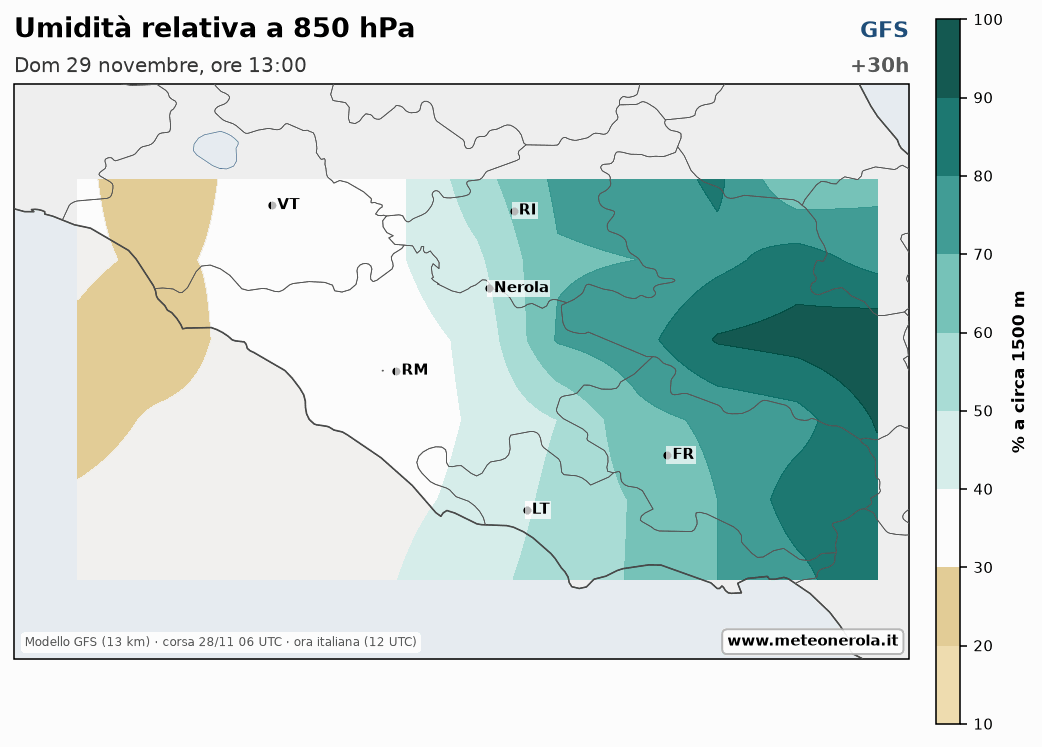 Umidità relativa a 850 hPa
GFS
Dom 29 novembre, ore 13:00
+30h
100
90
80
70
60
50
40
30
20
10
% a circa 1500 m
VT
RI
Nerola
RM
FR
LT
Modello GFS (13 km) · corsa 28/11 06 UTC · ora italiana (12 UTC)
www.meteonerola.it